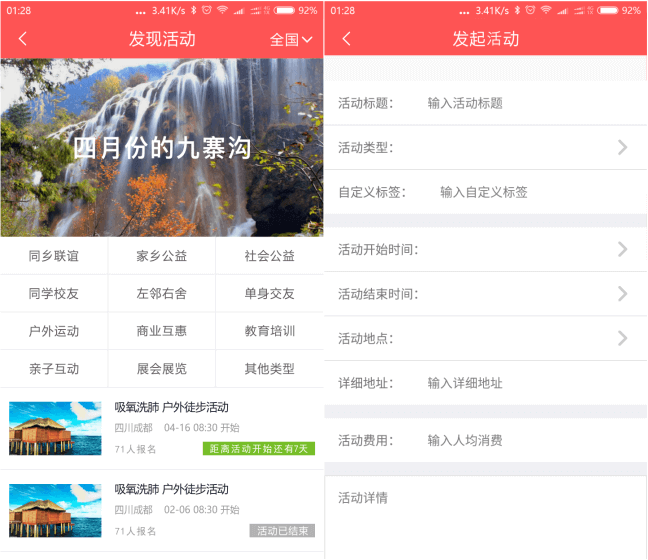 01:28
... 3.41K/s 92%
发现活动
全国
四月份的九寨沟
同乡联谊 家乡公益 社会公益
同学校友 左邻右舍 单身交友
户外运动 商业互惠 教育培训
亲子互动 展会展览 其他类型
吸氧洗肺 户外徒步活动
四川成都 04-16 08:30 开始
71人报名 距离活动开始还有7天
吸氧洗肺 户外徒步活动
四川成都 02-06 08:30 开始
71人报名 活动已结束
01:28
... 3.41K/s 92%
发起活动
活动标题： 输入活动标题
活动类型：
自定义标签： 输入自定义标签
活动开始时间：
活动结束时间：
活动地点：
详细地址： 输入详细地址
活动费用： 输入人均消费
活动详情